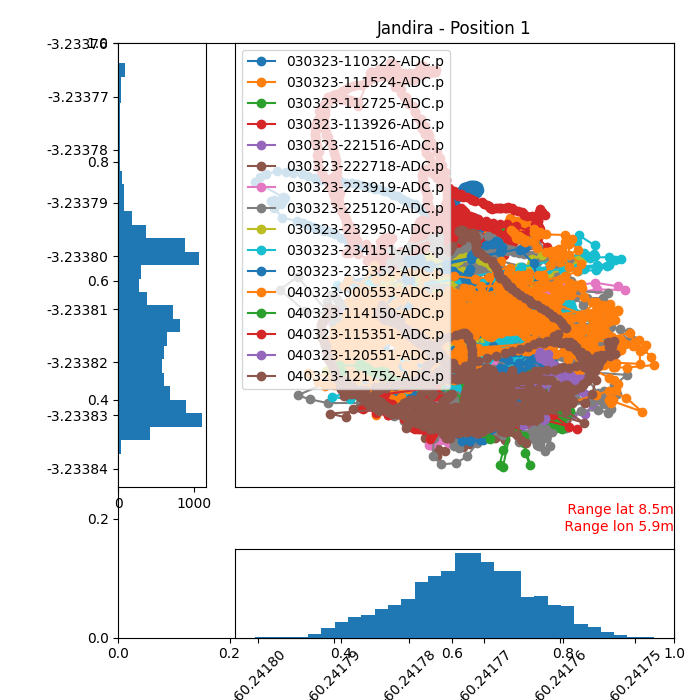 Jandira - Position 1
1.0
-3.23376
-3.23377
-3.23378
0.8
-3.23379
-3.23380
0.6
-3.23381
-3.23382
0.4
-3.23383
-3.23384
0 1000
0.2
0.0
030323-110322-ADC.p
030323-111524-ADC.p
030323-112725-ADC.p
030323-113926-ADC.p
030323-221516-ADC.p
030323-222718-ADC.p
030323-223919-ADC.p
030323-225120-ADC.p
030323-232950-ADC.p
030323-234151-ADC.p
030323-235352-ADC.p
040323-000553-ADC.p
040323-114150-ADC.p
040323-115351-ADC.p
040323-120551-ADC.p
040323-121752-ADC.p
Range lat 8.5m
Range lon 5.9m
0.0 0.2 0.4 0.6 0.8 1.0
60.24180 60.24179 60.24178 60.24177 60.24176 60.24175